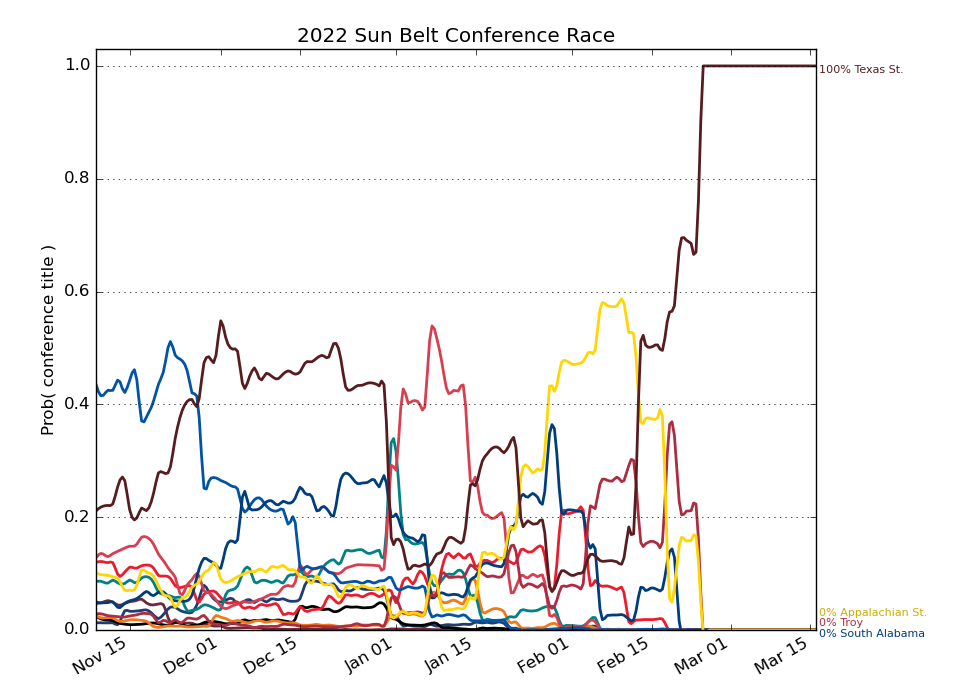 2022 Sun Belt Conference Race
Prob( conference title )
1.0
0.8
0.6
0.4
0.2
0.0
Nov 15
Dec 01
Dec 15
Jan 01
Jan 15
Feb 01
Feb 15
Mar 01
Mar 15
100% Texas St.
0% Appalachian St.
0% Troy
0% South Alabama